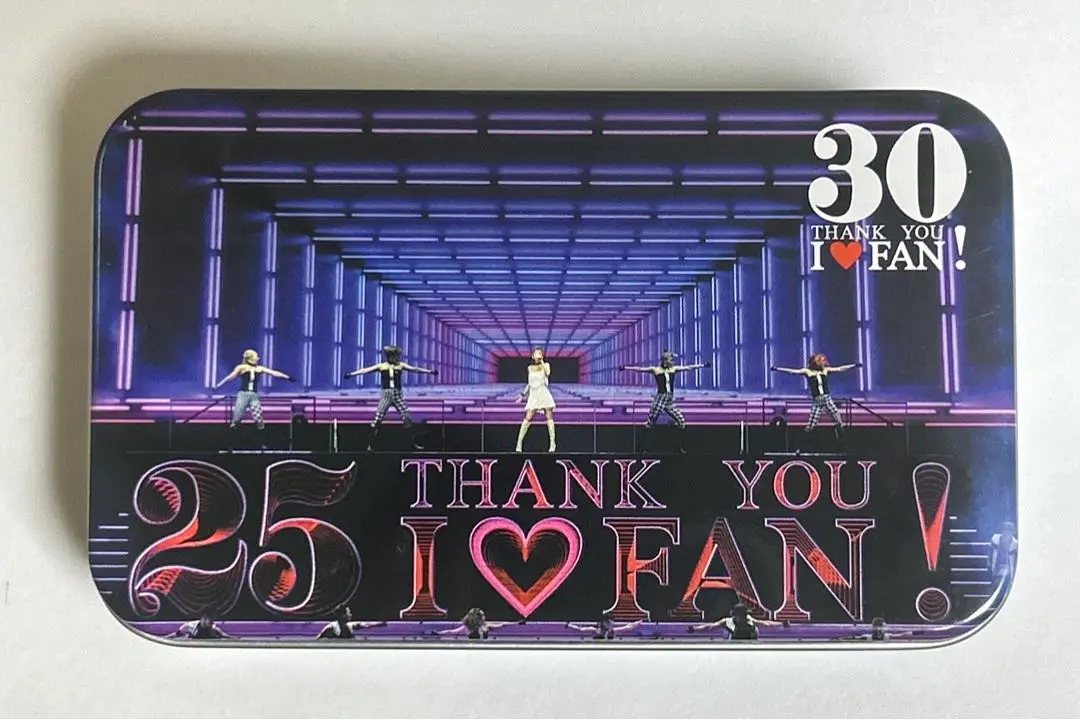 30
THANK YOU
I ♥ FAN!
25 THANK YOU
I ♥ FAN!